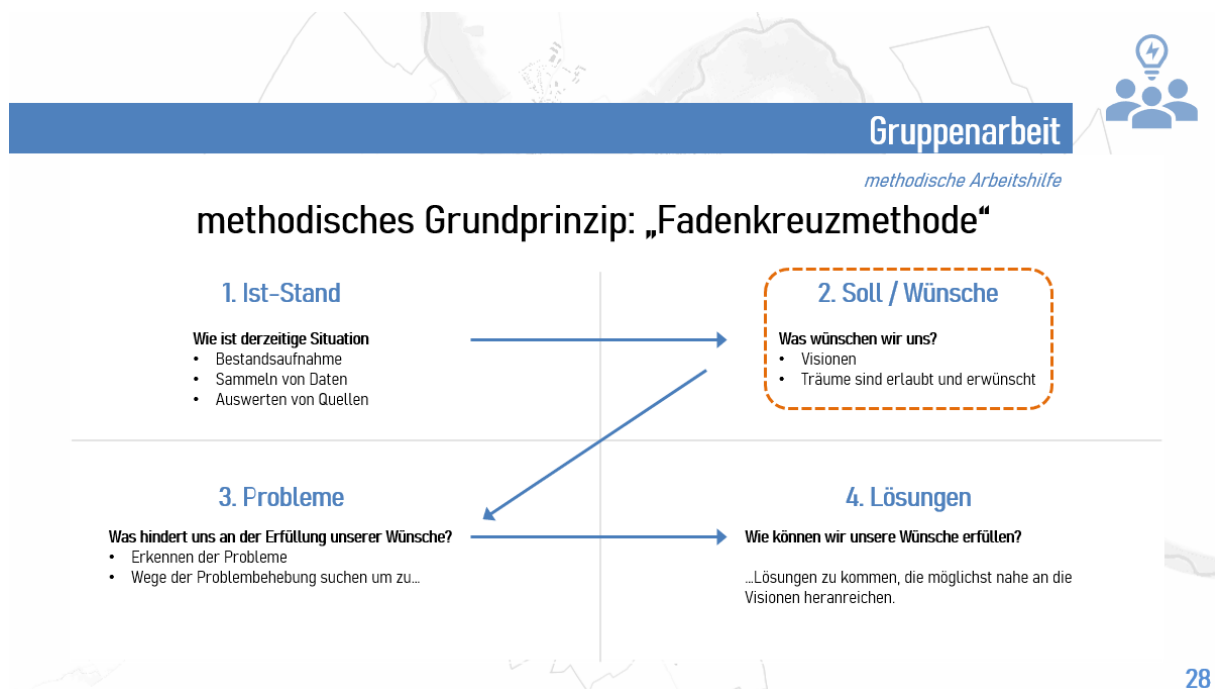 Gruppenarbeit
methodische Arbeitshilfe
methodisches Grundprinzip: „Fadenkreuzmethode“
1. Ist-Stand
Wie ist derzeitige Situation
• Bestandsaufnahme
• Sammeln von Daten
• Auswerten von Quellen
2. Soll / Wünsche
Was wünschen wir uns?
• Visionen
• Träume sind erlaubt und erwünscht
3. Probleme
Was hindert uns an der Erfüllung unserer Wünsche?
• Erkennen der Probleme
• Wege der Problembehebung suchen um zu...
4. Lösungen
Wie können wir unsere Wünsche erfüllen?
...Lösungen zu kommen, die möglichst nahe an die
Visionen heranreichen.
28